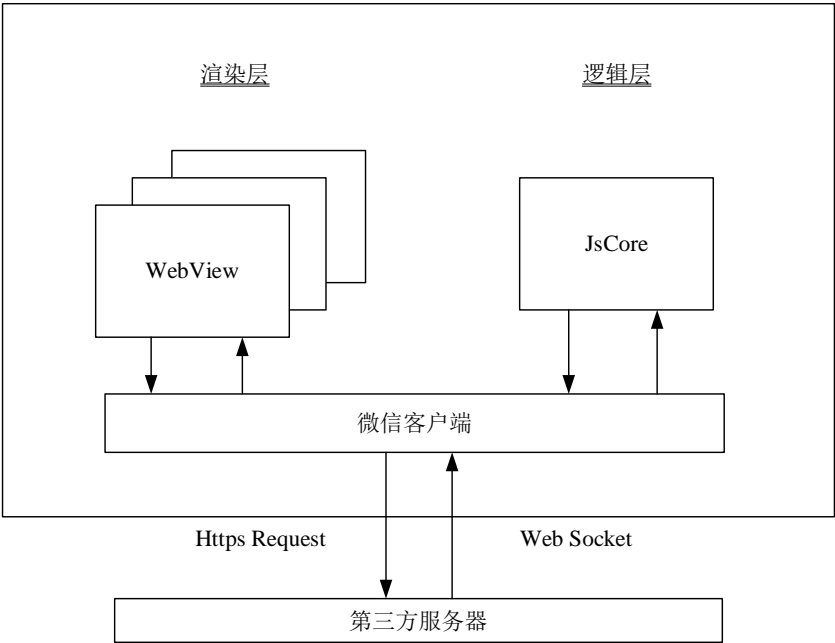 渲染层
逻辑层
WebView
JsCore
微信客户端
Https Request
Web Socket
第三方服务器